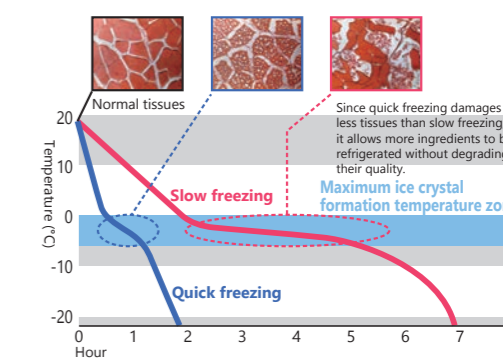 Normal tissues
Since quick freezing damages
less tissues than slow freezing
it allows more ingredients to
refrigerated without degrading
their quality.
Maximum ice crystal
formation temperature
Slow freezing
Quick freezing
Temperature (°C)
20
10
0
-10
-20
0 1 2 3 4 5 6 7
Hour